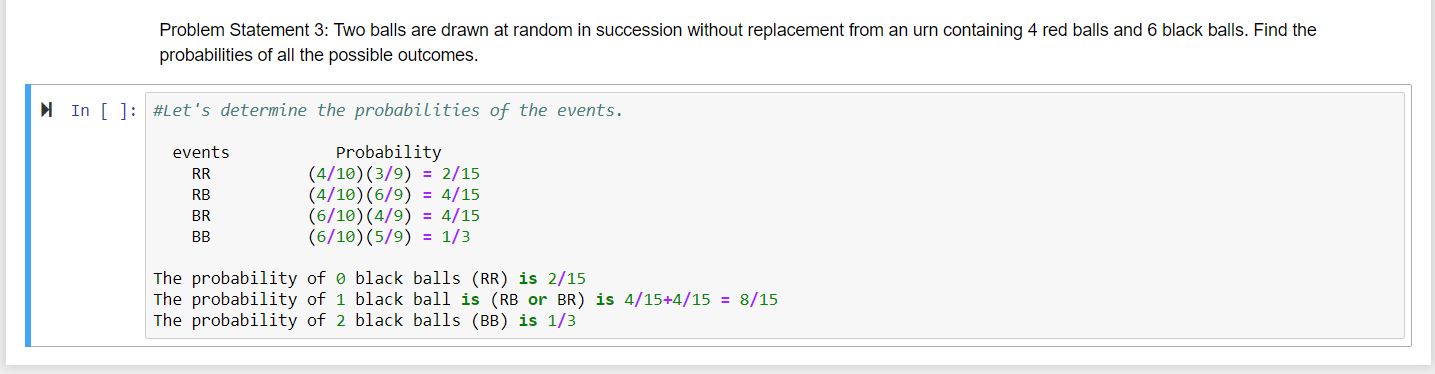 Problem Statement 3: Two balls are drawn at random in succession without replacement from an urn containing 4 red balls and 6 black balls. Find the
probabilities of all the possible outcomes.
In [ ]: #Let's determine the probabilities of the events.
events Probability
RR (4/10)(3/9) = 2/15
RB (4/10)(6/9) = 4/15
BR (6/10)(4/9) = 4/15
BB (6/10)(5/9) = 1/3
The probability of 0 black balls (RR) is 2/15
The probability of 1 black ball is (RB or BR) is 4/15+4/15 = 8/15
The probability of 2 black balls (BB) is 1/3